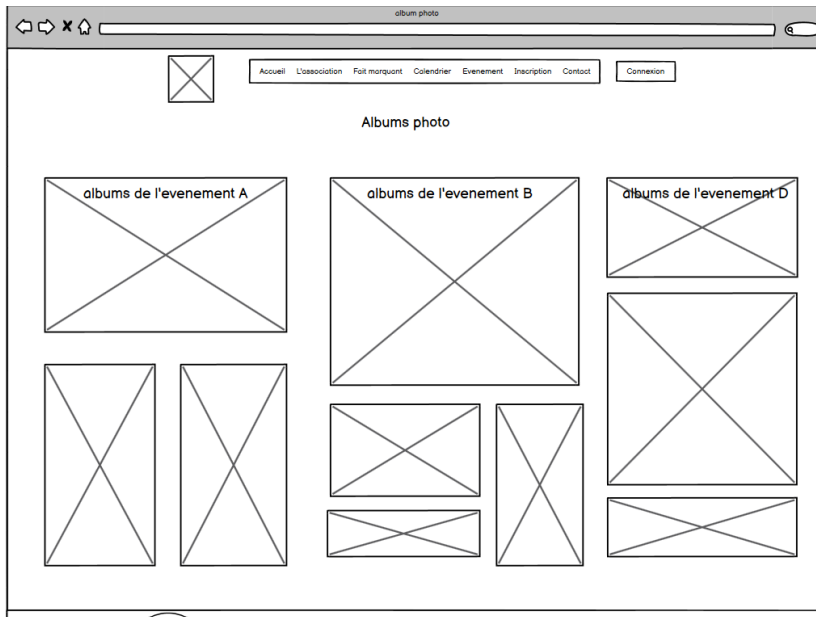 album photo
Accueil L'association Fait marquant Calendrier Evenement Inscription Contact Connexion
Albums photo
albums de l'evenement A albums de l'evenement B albums de l'evenement D